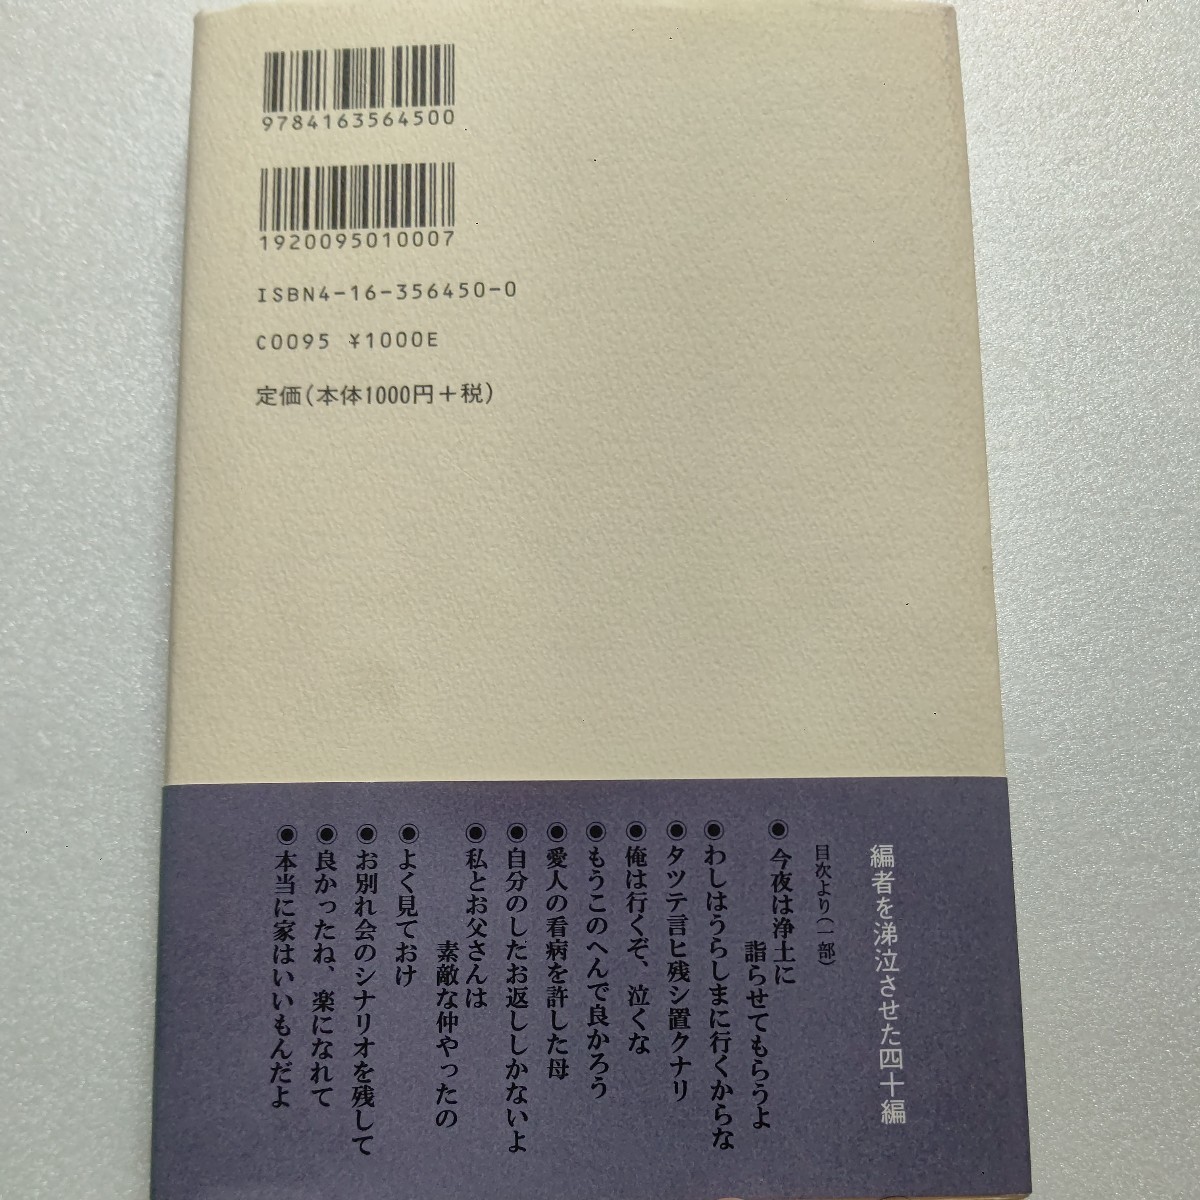 9784163564500
1920095010007
ISBN4-16-356450-0
C0095 ¥1000E
定価(本体1000円+税)
編者を涕泣させた四十編
目次より(一部)
◉今夜は浄土に
詣らせてもらうよ
◉わしはうらしまに行くからな
◉タツテ言ヒ残シ置クナリ
◉俺は行くぞ、泣くな
◉もうこのへんで良かろう
◉愛人の看病を許した母
◉自分のしたお返ししかないよ
◉私とお父さんは
素敵な仲やったの
◉よく見ておけ
◉お別れ会のシナリオを残して
◉良かったね、楽になれて
◉本当に家はいいもんだよ